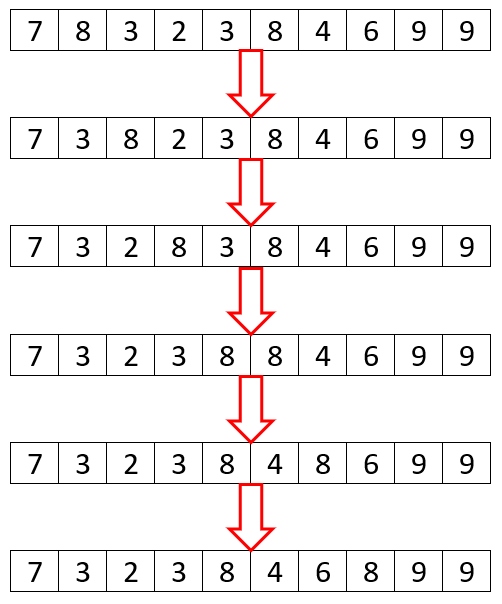 7 8 3 2 3 8 4 6 9 9
7 3 8 2 3 8 4 6 9 9
7 3 2 8 3 8 4 6 9 9
7 3 2 3 8 8 4 6 9 9
7 3 2 3 8 4 8 6 9 9
7 3 2 3 8 4 6 8 9 9